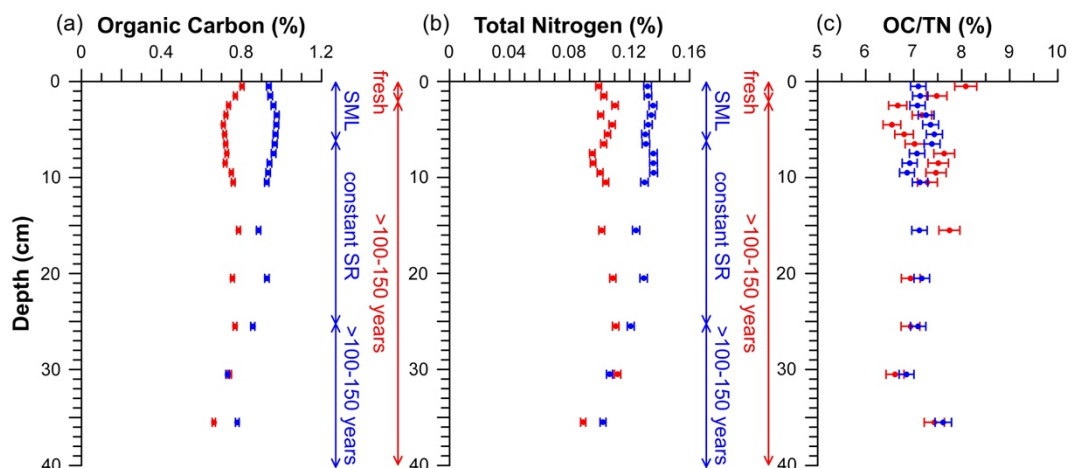 (a) Organic Carbon (%)
0 0.4 0.8 1.2
Depth (cm)
0
10
20
30
40
SML
constant SR
>100-150 years
fresh
>100-150 years
(b) Total Nitrogen (%)
0 0.04 0.08 0.12 0.16
0
10
20
30
40
SML
constant SR
>100-150 years
fresh
>100-150 years
(c) OC/TN (%)
5 6 7 8 9 10
0
10
20
30
40